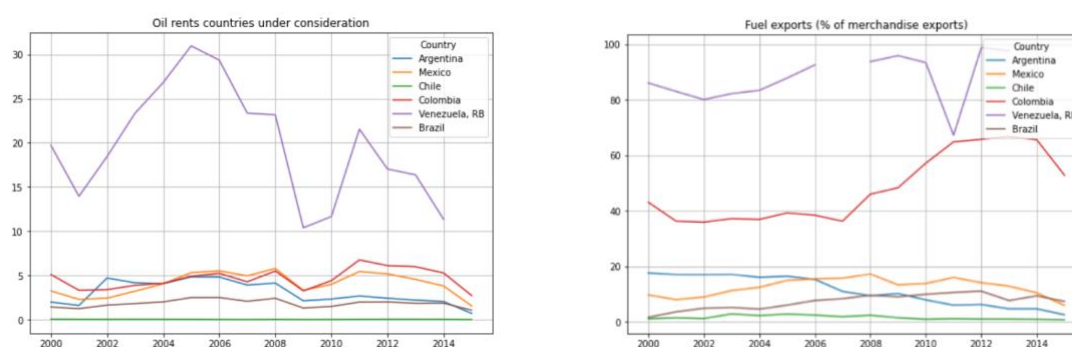 Oil rents countries under consideration
30
25
20
15
10
5
0
2000 2002 2004 2006 2008 2010 2012 2014
Country
Argentina
Mexico
Chile
Colombia
Venezuela, RB
Brazil
Fuel exports (% of merchandise exports)
100
80
60
40
20
0
2000 2002 2004 2006 2008 2010 2012 2014
Country
Argentina
Mexico
Chile
Colombia
Venezuela, RB
Brazil